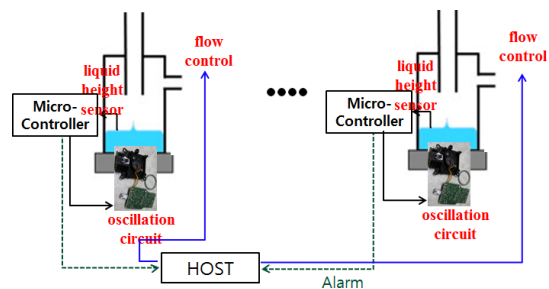 flow
control
liquid
height
sensor
Micro-
Controller
oscillation
circuit
flow
control
liquid
height
sensor
Micro-
Controller
oscillation
circuit
HOST
Alarm